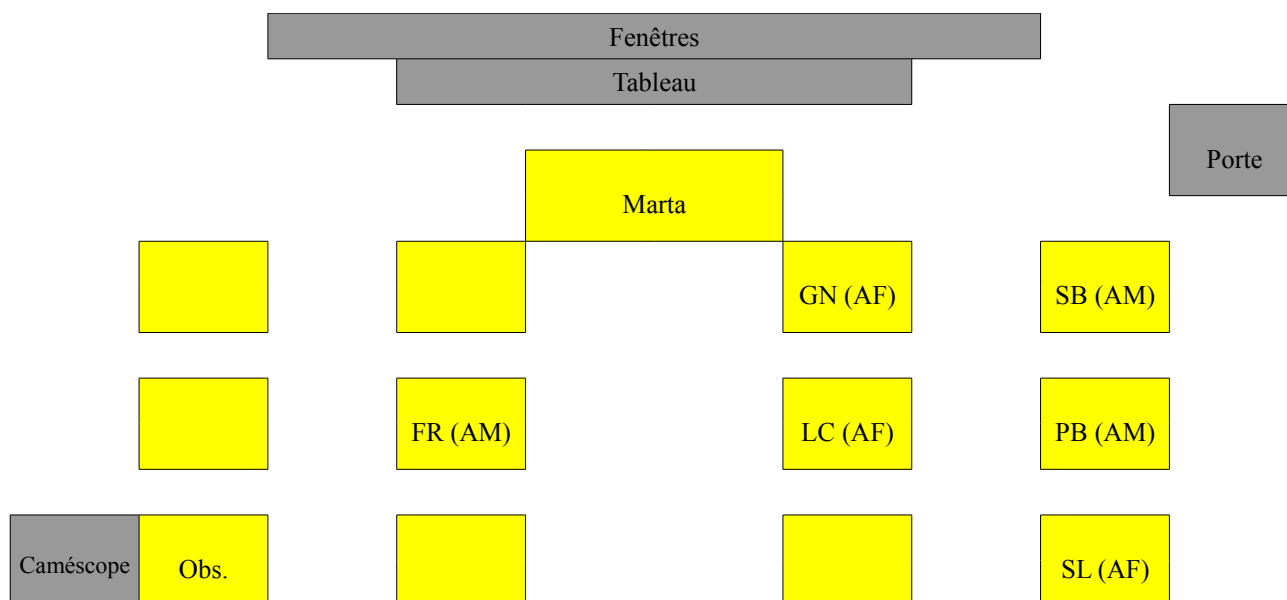 Fenêtres
Tableau
Porte
Marta
GN (AF)
SB (AM)
FR (AM)
LC (AF)
PB (AM)
Caméscope
Obs.
SL (AF)